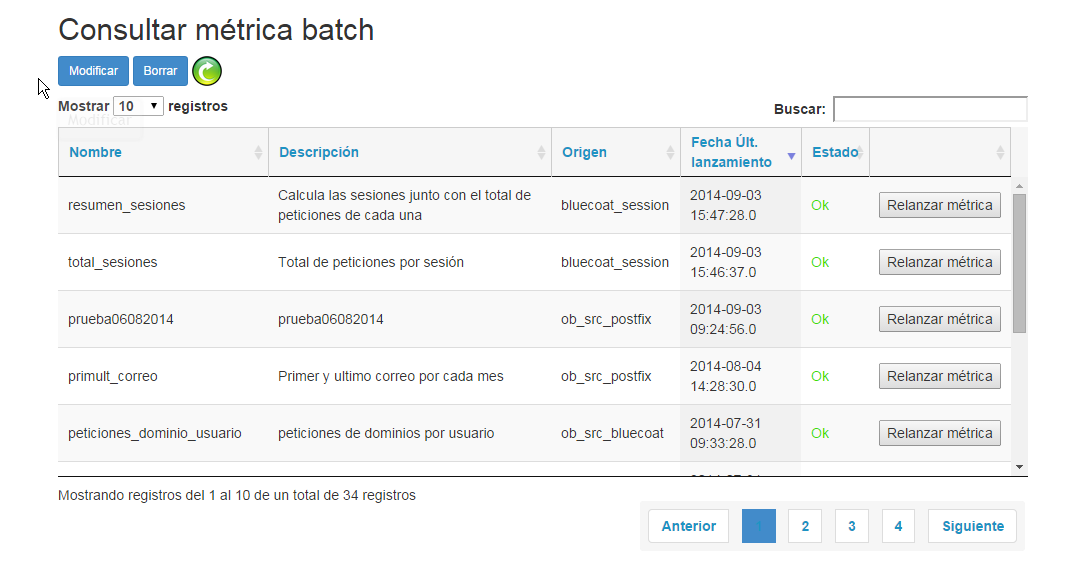 Consultar métrica batch
Modificar Borrar
Mostrar 10 registros
Buscar:
Modificar
Nombre Descripción Origen Fecha Últ. lanzamiento Estado
resumen_sesiones Calcula las sesiones junto con el total de peticiones de cada una bluecoat_session 2014-09-03 15:47:28.0 Ok Relanzar métrica
total_sesiones Total de peticiones por sesión bluecoat_session 2014-09-03 15:46:37.0 Ok Relanzar métrica
prueba06082014 prueba06082014 ob_src_postfix 2014-09-03 09:24:56.0 Ok Relanzar métrica
primult_correo Primer y ultimo correo por cada mes ob_src_postfix 2014-08-04 14:28:30.0 Ok Relanzar métrica
peticiones_dominio_usuario peticiones de dominios por usuario ob_src_bluecoat 2014-07-31 09:33:28.0 Ok Relanzar métrica
Mostrando registros del 1 al 10 de un total de 34 registros
Anterior 1 2 3 4 Siguiente